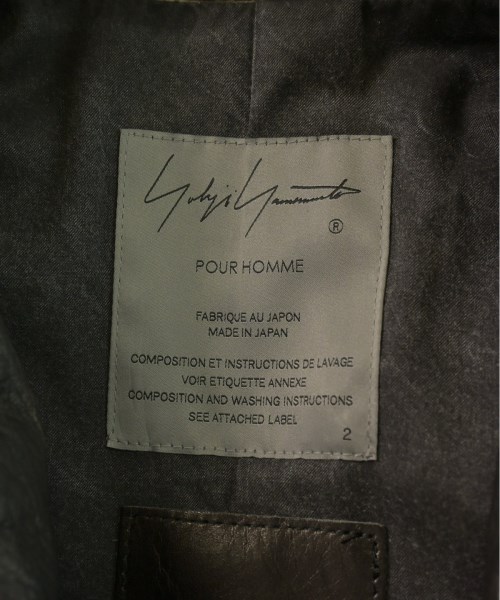 Yohji Yamamoto
®
POUR HOMME
FABRIQUE AU JAPON
MADE IN JAPAN
COMPOSITION ET INSTRUCTIONS DE LAVAGE
VOIR ETIQUETTE ANNEXE
COMPOSITION AND WASHING INSTRUCTIONS
SEE ATTACHED LABEL
2